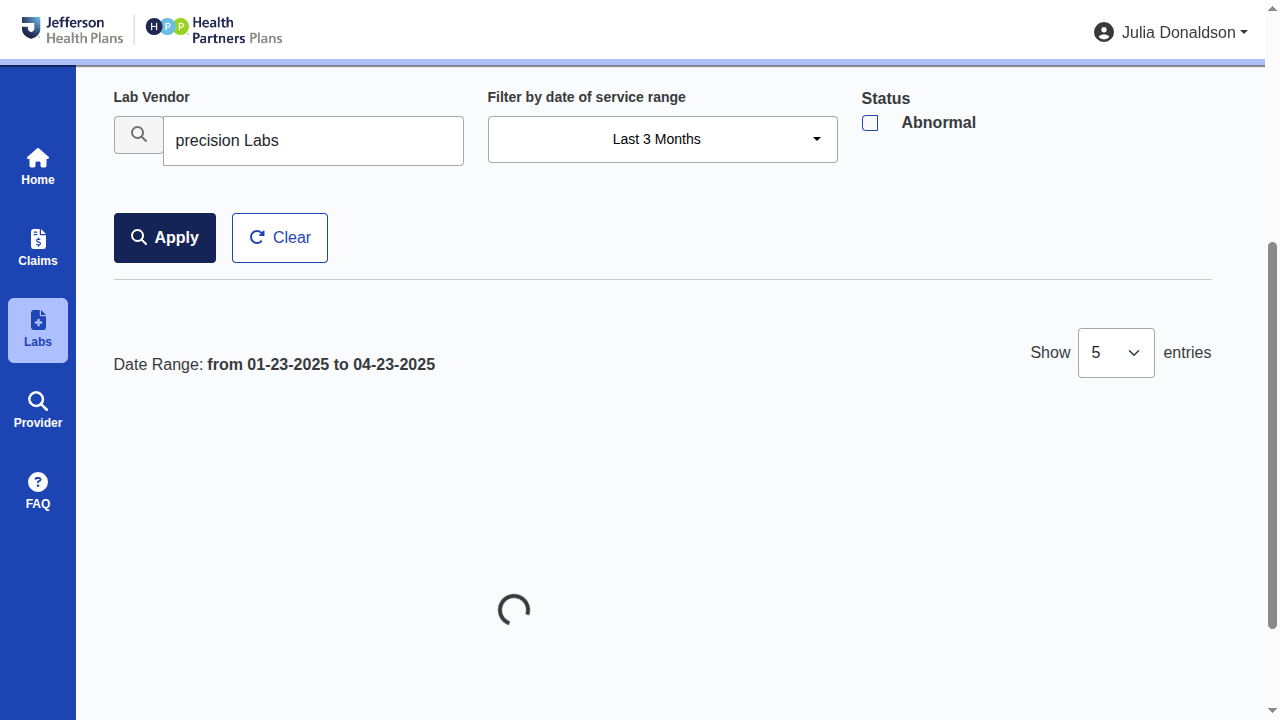 Jefferson
Health Plans
HPP
Health
Partners Plans
Julia Donaldson
Home
Claims
Labs
Provider
FAQ
Lab Vendor
precision Labs
Filter by date of service range
Last 3 Months
Status
Abnormal
Apply
Clear
Date Range: from 01-23-2025 to 04-23-2025
Show 5 entries